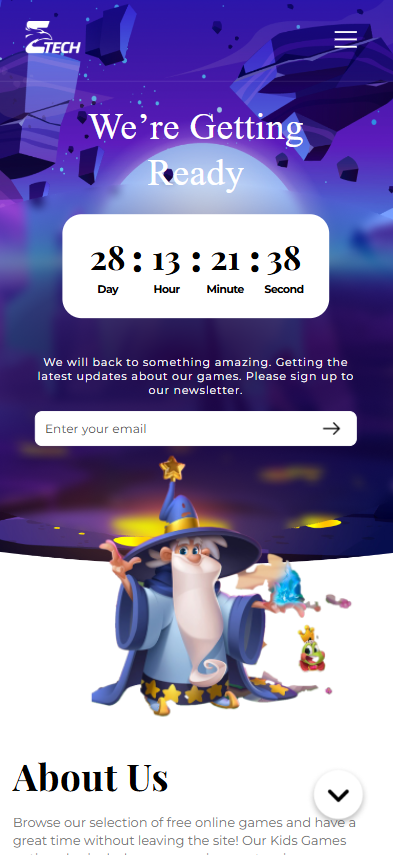 ETECH
We're Getting
Ready
28 : 13 : 21 : 38
Day Hour Minute Second
We will back to something amazing. Getting the
latest updates about our games. Please sign up to
our newsletter.
Enter your email
About Us
Browse our selection of free online games and have a
great time without leaving the site! Our Kids Games